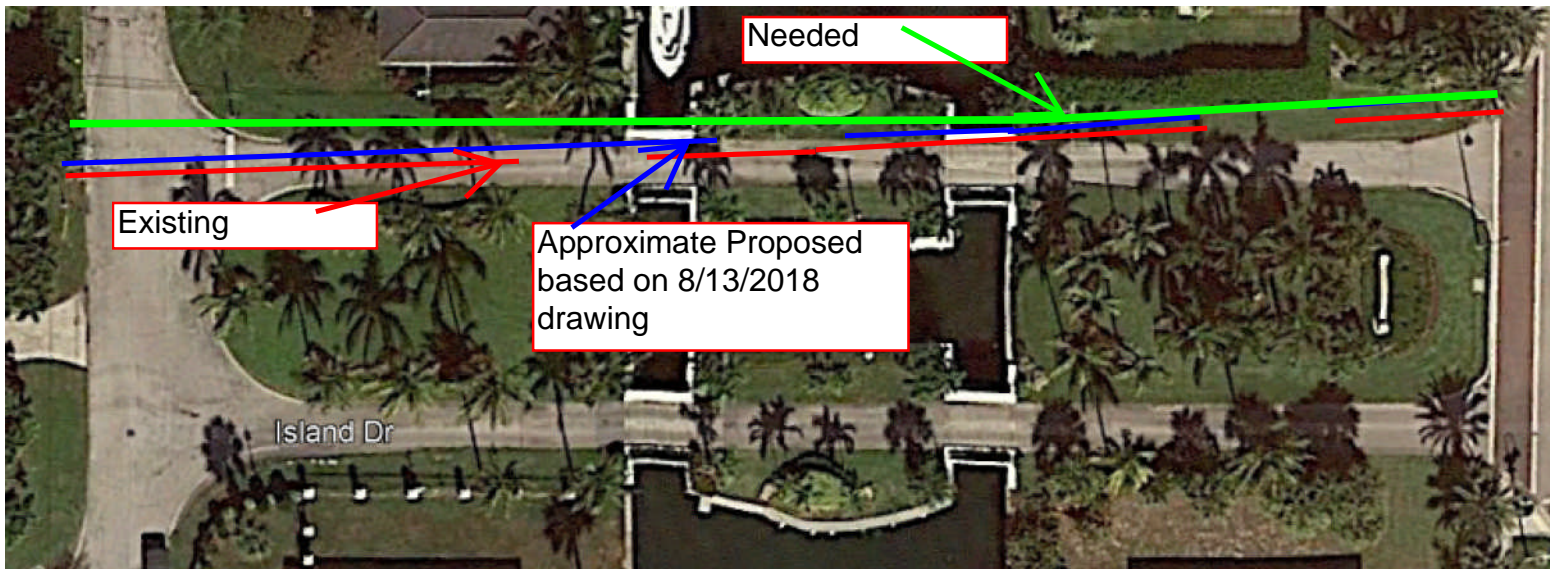 Needed
Existing
Approximate Proposed
based on 8/13/2018
drawing
Island Dr